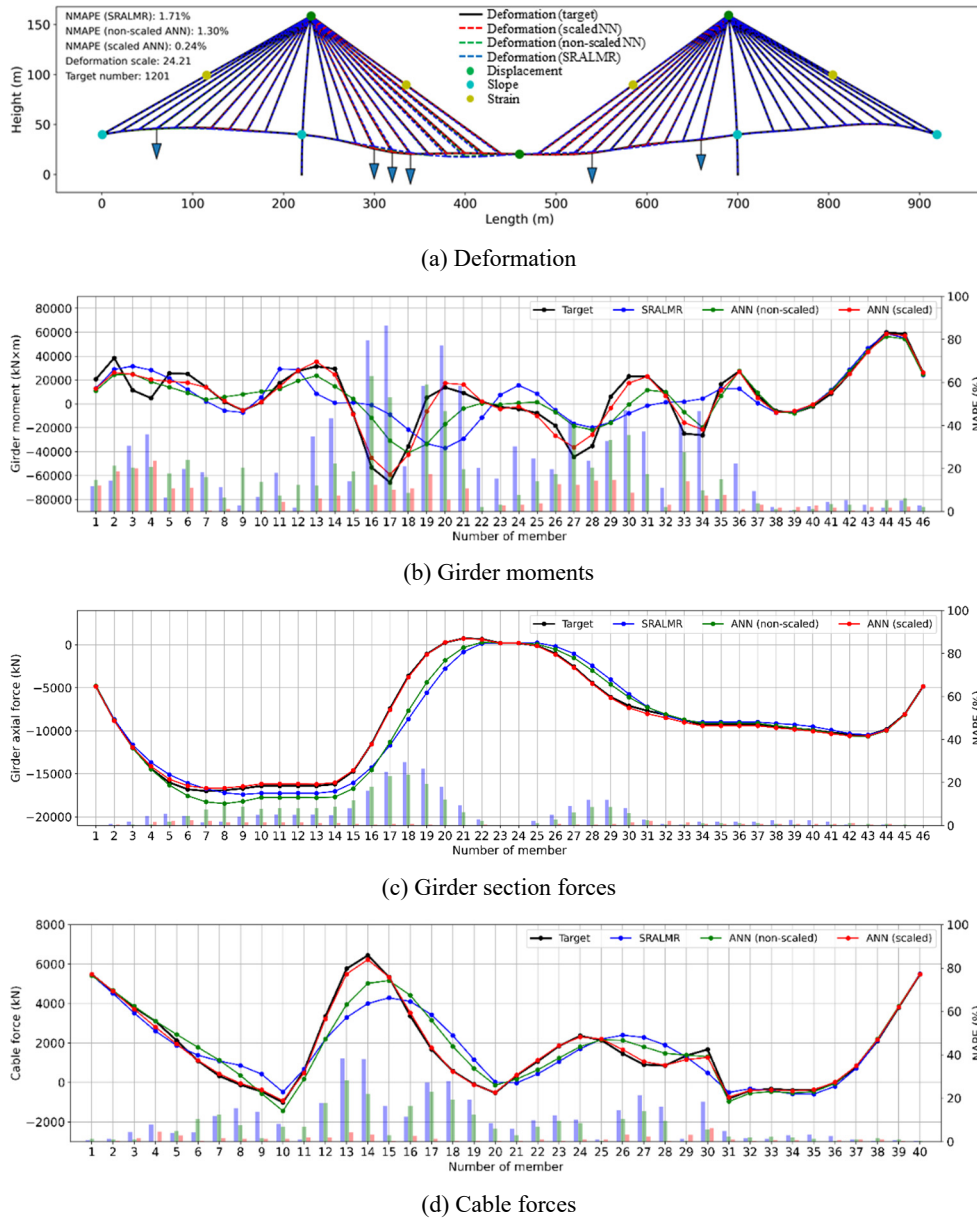 NMAPE (SRALMR): 1.71%
NMAPE (non-scaled ANN): 1.30%
NMAPE (scaled ANN): 0.24%
Deformation scale: 24.21
Target number: 1201
Deformation (target)
Deformation (scaled NN)
Deformation (non-scaled NN)
Deformation (SRALMR)
Displacement
Slope
Strain
Height (m)
150
100
50
0
0 100 200 300 400 500 600 700 800 900
Length (m)
(a) Deformation
Target SRALMR ANN (non-scaled) ANN (scaled)
Girder moment (kN×m)
80000
60000
40000
20000
0
−20000
−40000
−60000
−80000
100
80
60
40
20
0
NAPE (%)
1 2 3 4 5 6 7 8 9 10 11 12 13 14 15 16 17 18 19 20 21 22 23 24 25 26 27 28 29 30 31 32 33 34 35 36 37 38 39 40 41 42 43 44 45 46
Number of member
(b) Girder moments
Target SRALMR ANN (non-scaled) ANN (scaled)
Girder axial force (kN)
0
−5000
−10000
−15000
−20000
100
80
60
40
20
0
NAPE (%)
1 2 3 4 5 6 7 8 9 10 11 12 13 14 15 16 17 18 19 20 21 22 23 24 25 26 27 28 29 30 31 32 33 34 35 36 37 38 39 40 41 42 43 44 45 46
Number of member
(c) Girder section forces
Target SRALMR ANN (non-scaled) ANN (scaled)
Cable force (kN)
8000
6000
4000
2000
0
−2000
100
80
60
40
20
0
NAPE (%)
1 2 3 4 5 6 7 8 9 10 11 12 13 14 15 16 17 18 19 20 21 22 23 24 25 26 27 28 29 30 31 32 33 34 35 36 37 38 39 40
Number of member
(d) Cable forces